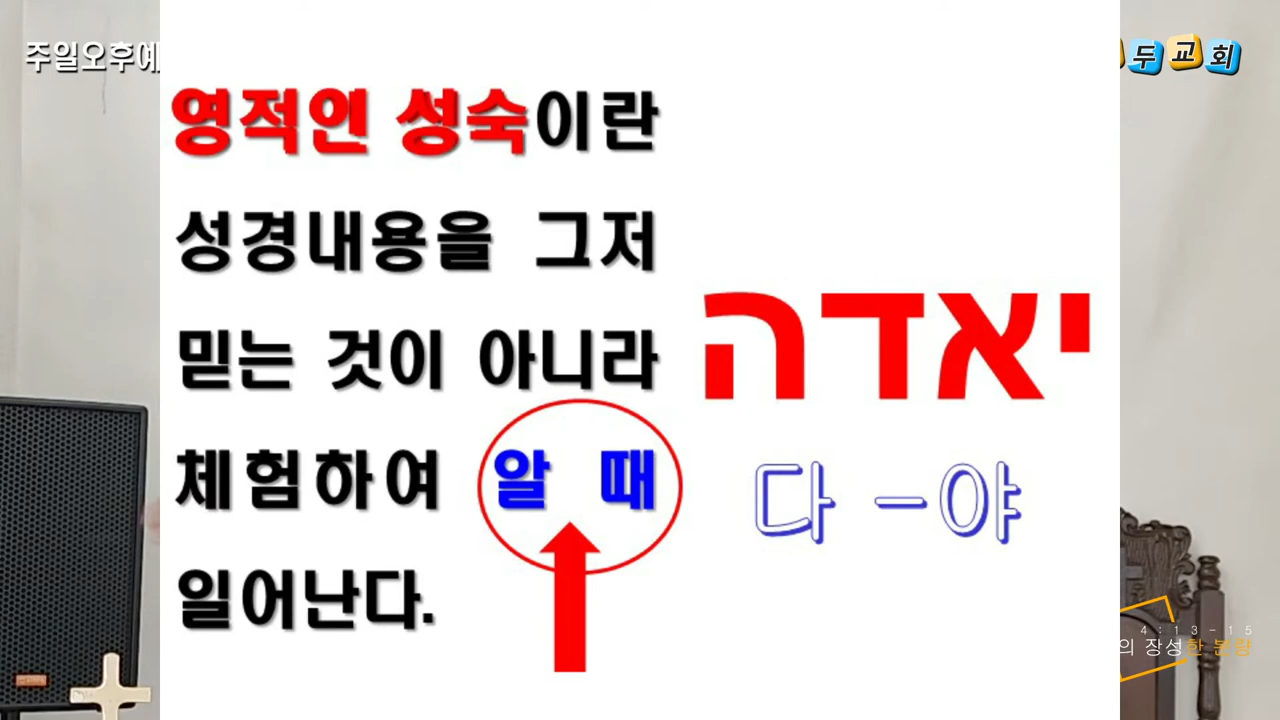 주일오후예
두교회
영적인 성숙이란
성경내용을 그저
믿는 것이 아니라
체험하여 알 때
일어난다.
יאדה
다 -야
4:13-15
의 장성한 분량